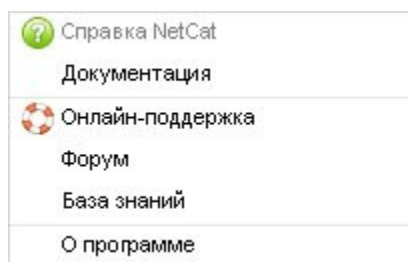 Справка NetCat
Документация
Онлайн-поддержка
Форум
База знаний
О программе